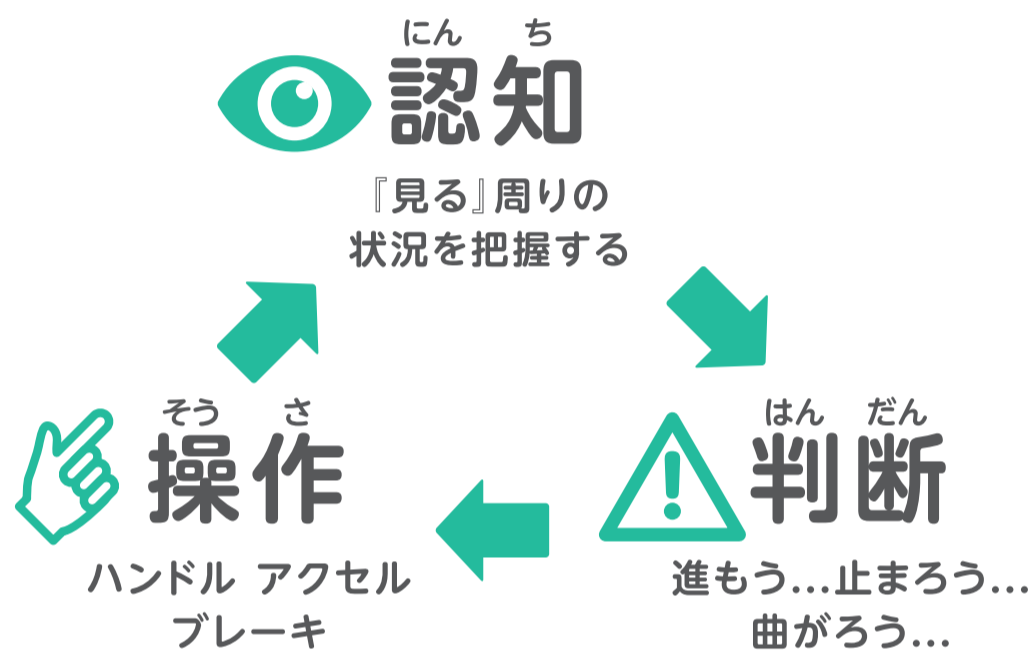 にん ち
認知
『見る』周りの
状況を把握する
そう さ
操作
ハンドル アクセル
ブレーキ
はん だん
判断
進もう…止まろう…
曲がろう…